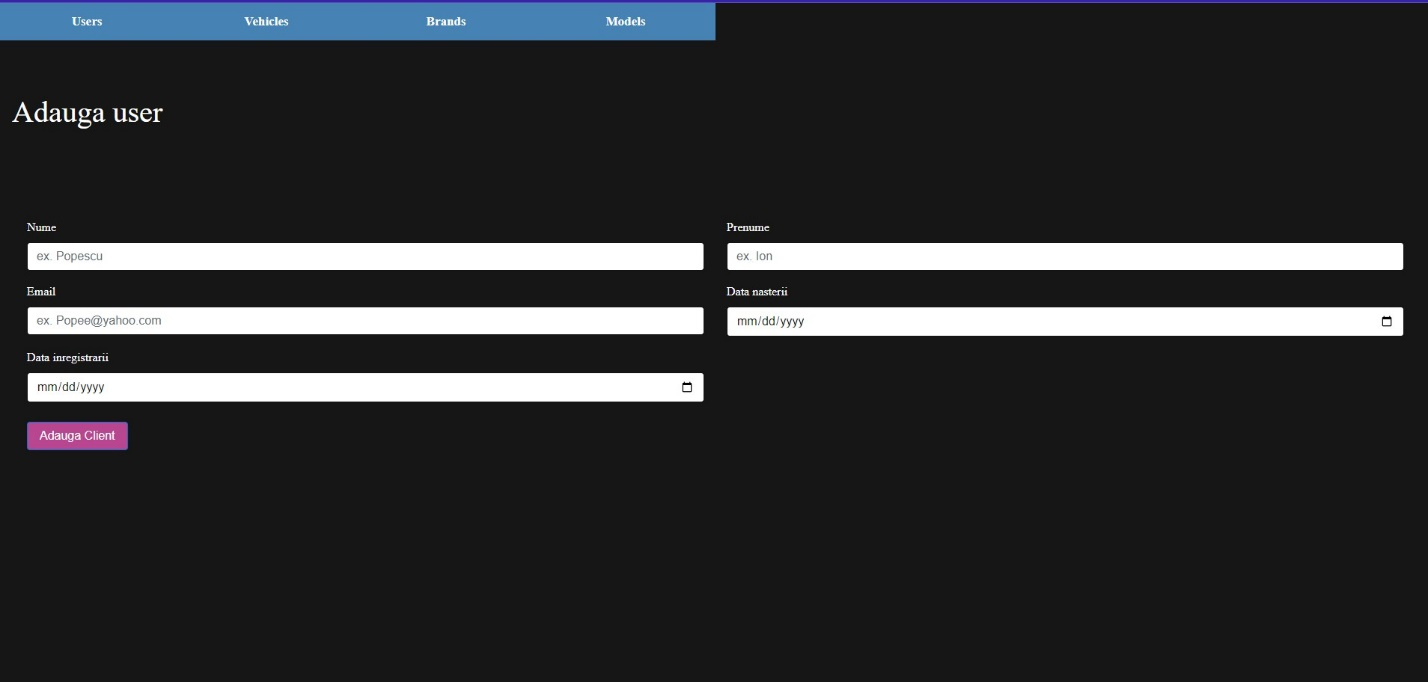 Users Vehicles Brands Models
Adauga user
Nume Prenume
ex. Popescu ex. Ion
Email Data nasterii
ex. Popee@yahoo.com mm/dd/yyyy
Data inregistrarii
mm/dd/yyyy
Adauga Client